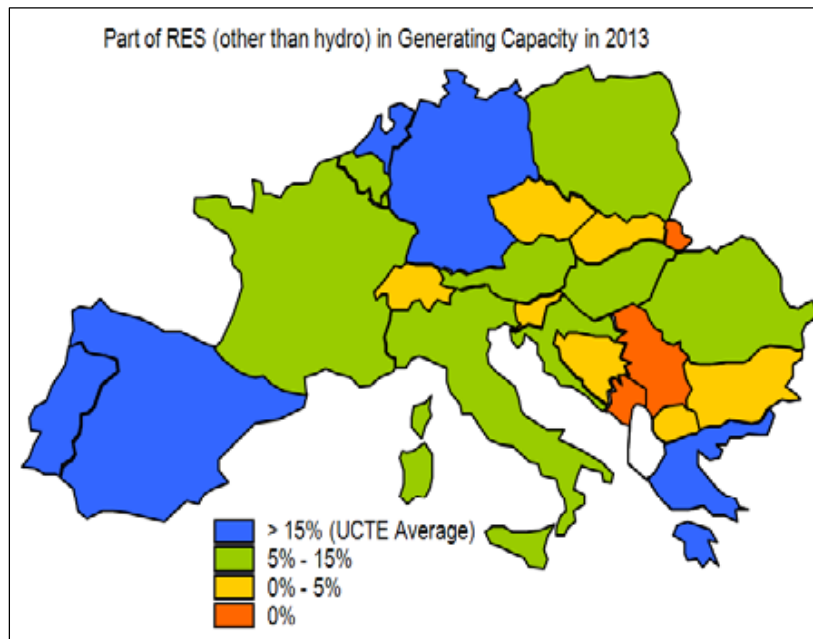 Part of RES (other than hydro) in Generating Capacity in 2013
> 15% (UCTE Average)
5% - 15%
0% - 5%
0%